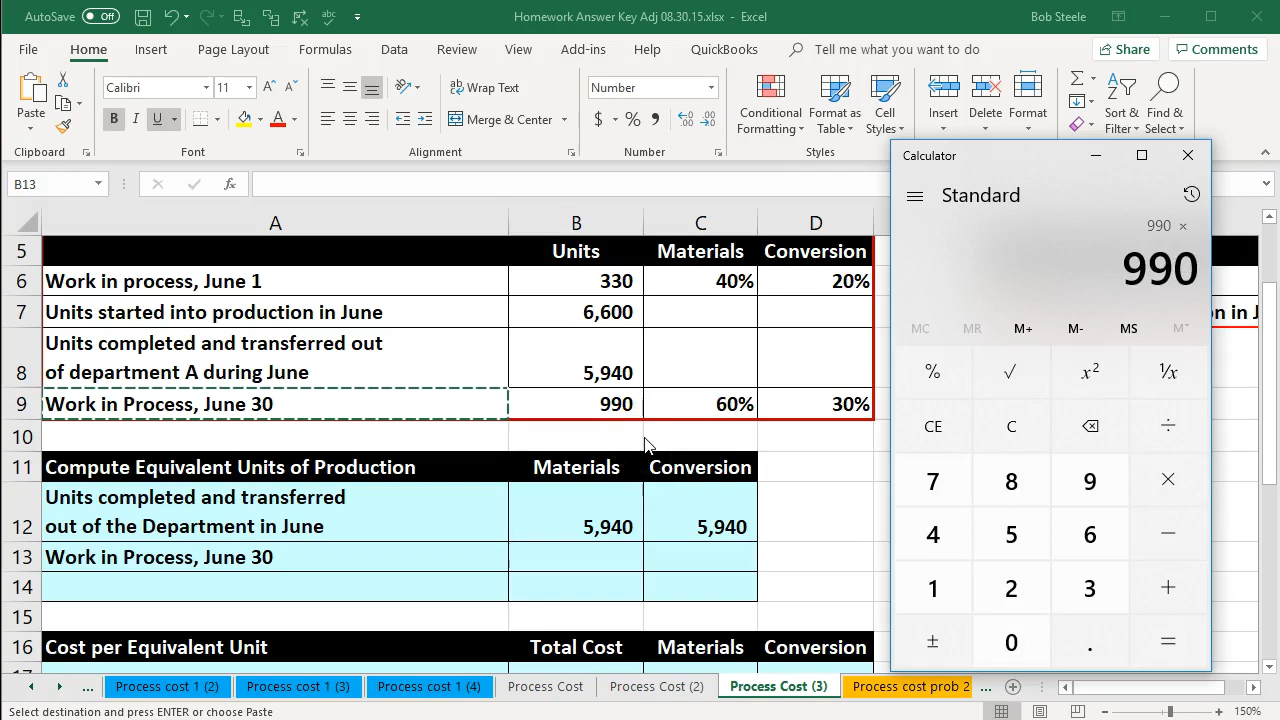 AutoSave Off
Homework Answer Key Adj 08.30.15.xlsx - Excel
Bob Steele
File Home Insert Page Layout Formulas Data Review View Add-ins Help QuickBooks Tell me what you want to do Share Comments
Paste
Calibri 11
B I U
Wrap Text
Merge & Center
Number
$ % ,
Conditional Formatting
Format as Table
Cell Styles
Insert
Delete
Format
Sort & Filter
Find & Select
Clipboard Font Alignment Number Styles
B13
fx
A B C D
5 Units Materials Conversion
6 Work in process, June 1 330 40% 20%
7 Units started into production in June 6,600
Units completed and transferred out
8 of department A during June 5,940
9 Work in Process, June 30 990 60% 30%
10
11 Compute Equivalent Units of Production Materials Conversion
Units completed and transferred
12 out of the Department in June 5,940 5,940
13 Work in Process, June 30
14
15
16 Cost per Equivalent Unit Total Cost Materials Conversion
17
on in J
Calculator
Standard
990 ×
990
MC MR M+ M- MS M
% √ x² ¹/x
CE C ÷
7 8 9 ×
4 5 6 −
1 2 3 +
± 0 . =
... Process cost 1 (2) Process cost 1 (3) Process cost 1 (4) Process Cost Process Cost (2) Process Cost (3) Process cost prob 2 ...
Select destination and press ENTER or choose Paste
150%